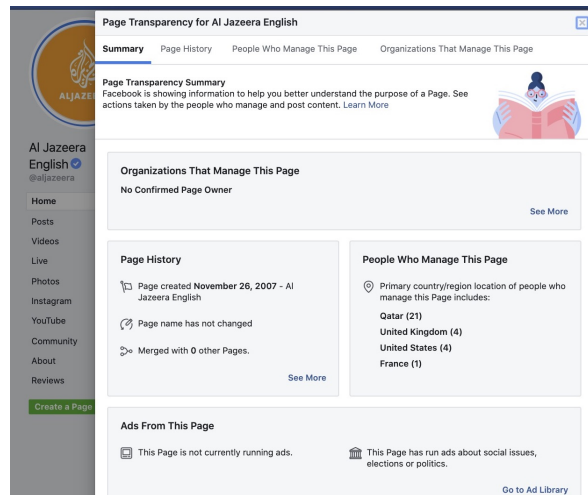 Page Transparency for Al Jazeera English
Summary
Page History
People Who Manage This Page
Organizations That Manage This Page
Page Transparency Summary
Facebook is showing information to help you better understand the purpose of a Page. See
actions taken by the people who manage and post content. Learn More
ALJAZEE
Al Jazeera
English
@aljazeera
Home
Posts
Videos
Live
Photos
Instagram
YouTube
Community
About
Reviews
Create a Page
Organizations That Manage This Page
No Confirmed Page Owner
See More
Page History
Page created November 26, 2007 - Al
Jazeera English
Page name has not changed
Merged with 0 other Pages.
See More
People Who Manage This Page
Primary country/region location of people who
manage this Page includes:
Qatar (21)
United Kingdom (4)
United States (4)
France (1)
Ads From This Page
This Page is not currently running ads.
This Page has run ads about social issues,
elections or politics.
Go to Ad Library